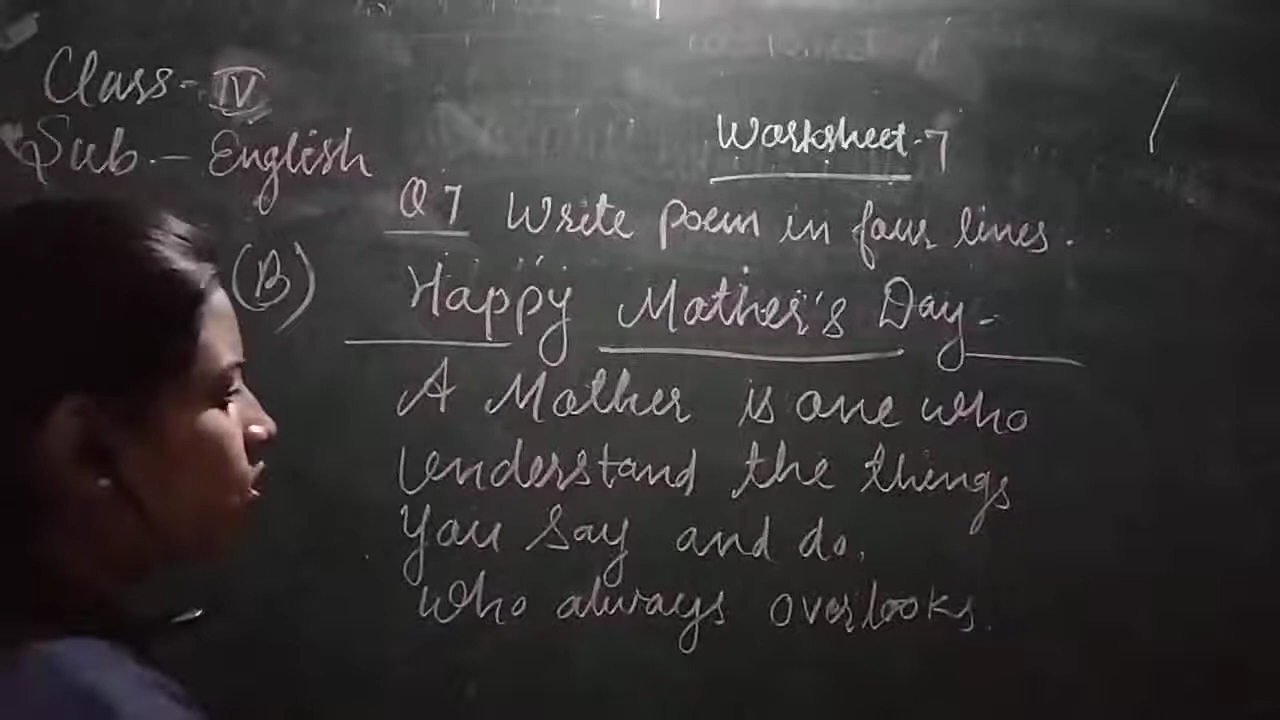 Class- IV
Sub.- English
Worksheet-7
Q 7 Write Poem in four lines.
(B) Happy Mother's Day-
A Mother is one who
understand the things
You Say and do.
Who always overlooks.